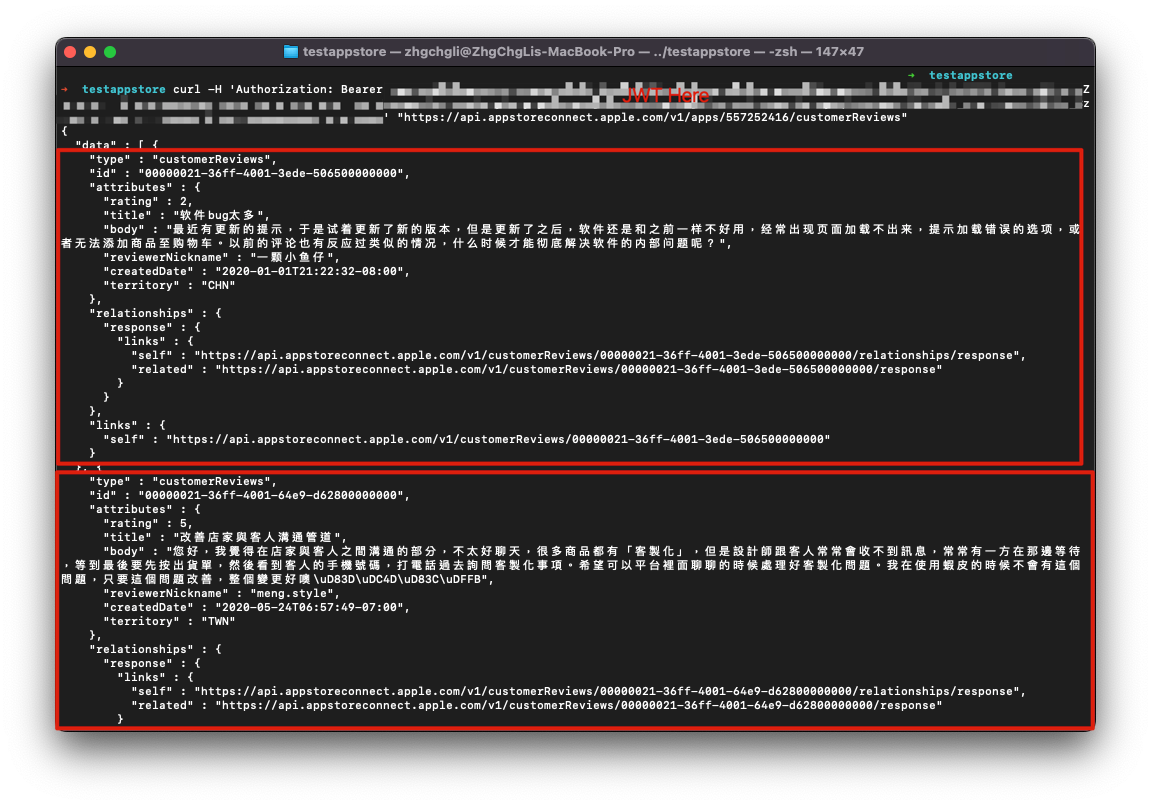 testappstore — zhgchgli@ZhgChgLis-MacBook-Pro — ../testappstore — -zsh — 147×47
→ testappstore
→ testappstore curl -H 'Authorization: Bearer Z
JWT Here
z
' "https://api.appstoreconnect.apple.com/v1/apps/557252416/customerReviews"
{
"data" : [ {
"type" : "customerReviews",
"id" : "00000021-36ff-4001-3ede-506500000000",
"attributes" : {
"rating" : 2,
"title" : "软件bug太多",
"body" : "最近有更新的提示，于是试着更新了新的版本，但是更新了之后，软件还是和之前一样不好用，经常出现页面加载不出来，提示加载错误的选项，或
者无法添加商品至购物车。以前的评论也有反应过类似的情况，什么时候才能彻底解决软件的内部问题呢？",
"reviewerNickname" : "一颗小鱼仔",
"createdDate" : "2020-01-01T21:22:32-08:00",
"territory" : "CHN"
},
"relationships" : {
"response" : {
"links" : {
"self" : "https://api.appstoreconnect.apple.com/v1/customerReviews/00000021-36ff-4001-3ede-506500000000/relationships/response",
"related" : "https://api.appstoreconnect.apple.com/v1/customerReviews/00000021-36ff-4001-3ede-506500000000/response"
}
}
},
"links" : {
"self" : "https://api.appstoreconnect.apple.com/v1/customerReviews/00000021-36ff-4001-3ede-506500000000"
}
}, {
"type" : "customerReviews",
"id" : "00000021-36ff-4001-64e9-d62800000000",
"attributes" : {
"rating" : 5,
"title" : "改善店家與客人溝通管道",
"body" : "您好，我覺得在店家與客人之間溝通的部分，不太好聊天，很多商品都有「客製化」，但是設計師跟客人常常會收不到訊息，常常有一方在那邊等待
，等到最後要先按出貨單，然後看到客人的手機號碼，打電話過去詢問客製化事項。希望可以平台裡面聊聊的時候處理好客製化問題。我在使用蝦皮的時候不會有這個
問題，只要這個問題改善，整個變更好噢\uD83D\uDC4D\uD83C\uDFFB",
"reviewerNickname" : "meng.style",
"createdDate" : "2020-05-24T06:57:49-07:00",
"territory" : "TWN"
},
"relationships" : {
"response" : {
"links" : {
"self" : "https://api.appstoreconnect.apple.com/v1/customerReviews/00000021-36ff-4001-64e9-d62800000000/relationships/response",
"related" : "https://api.appstoreconnect.apple.com/v1/customerReviews/00000021-36ff-4001-64e9-d62800000000/response"
}